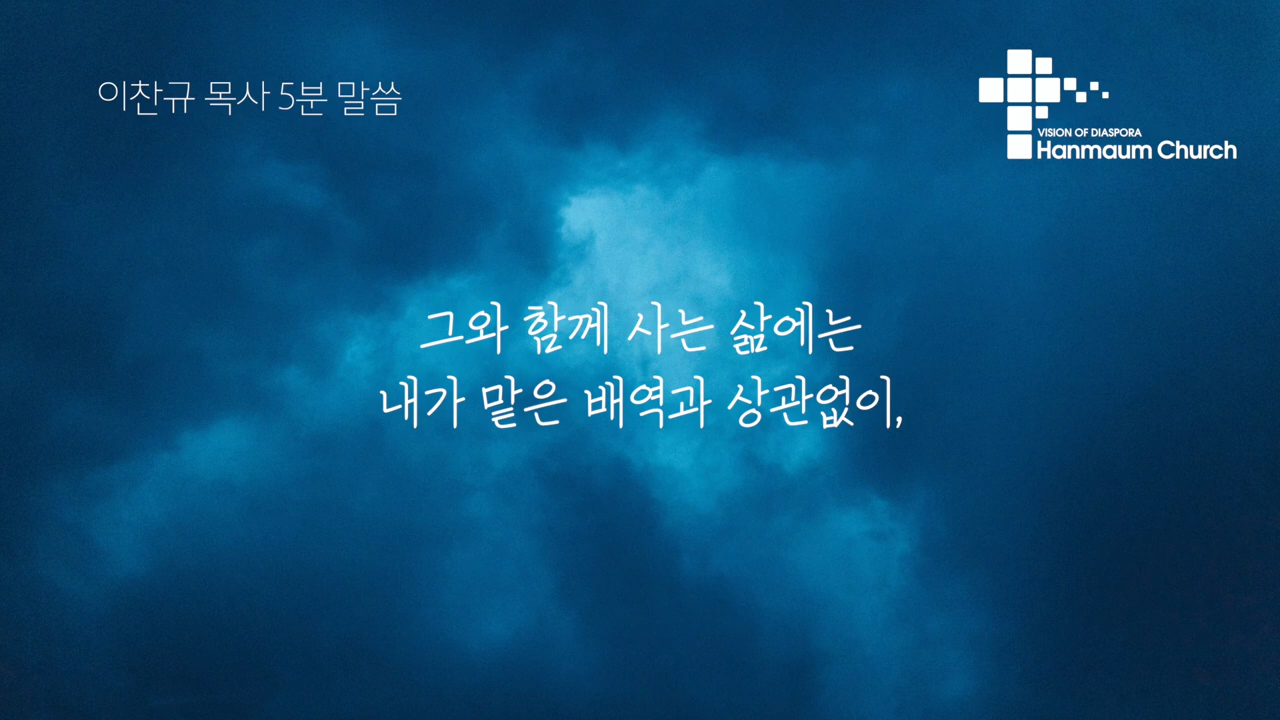 이찬규 목사 5분 말씀
VISION OF DIASPORA
Hanmaum Church
그와 함께 사는 삶에는
내가 맡은 배역과 상관없이,